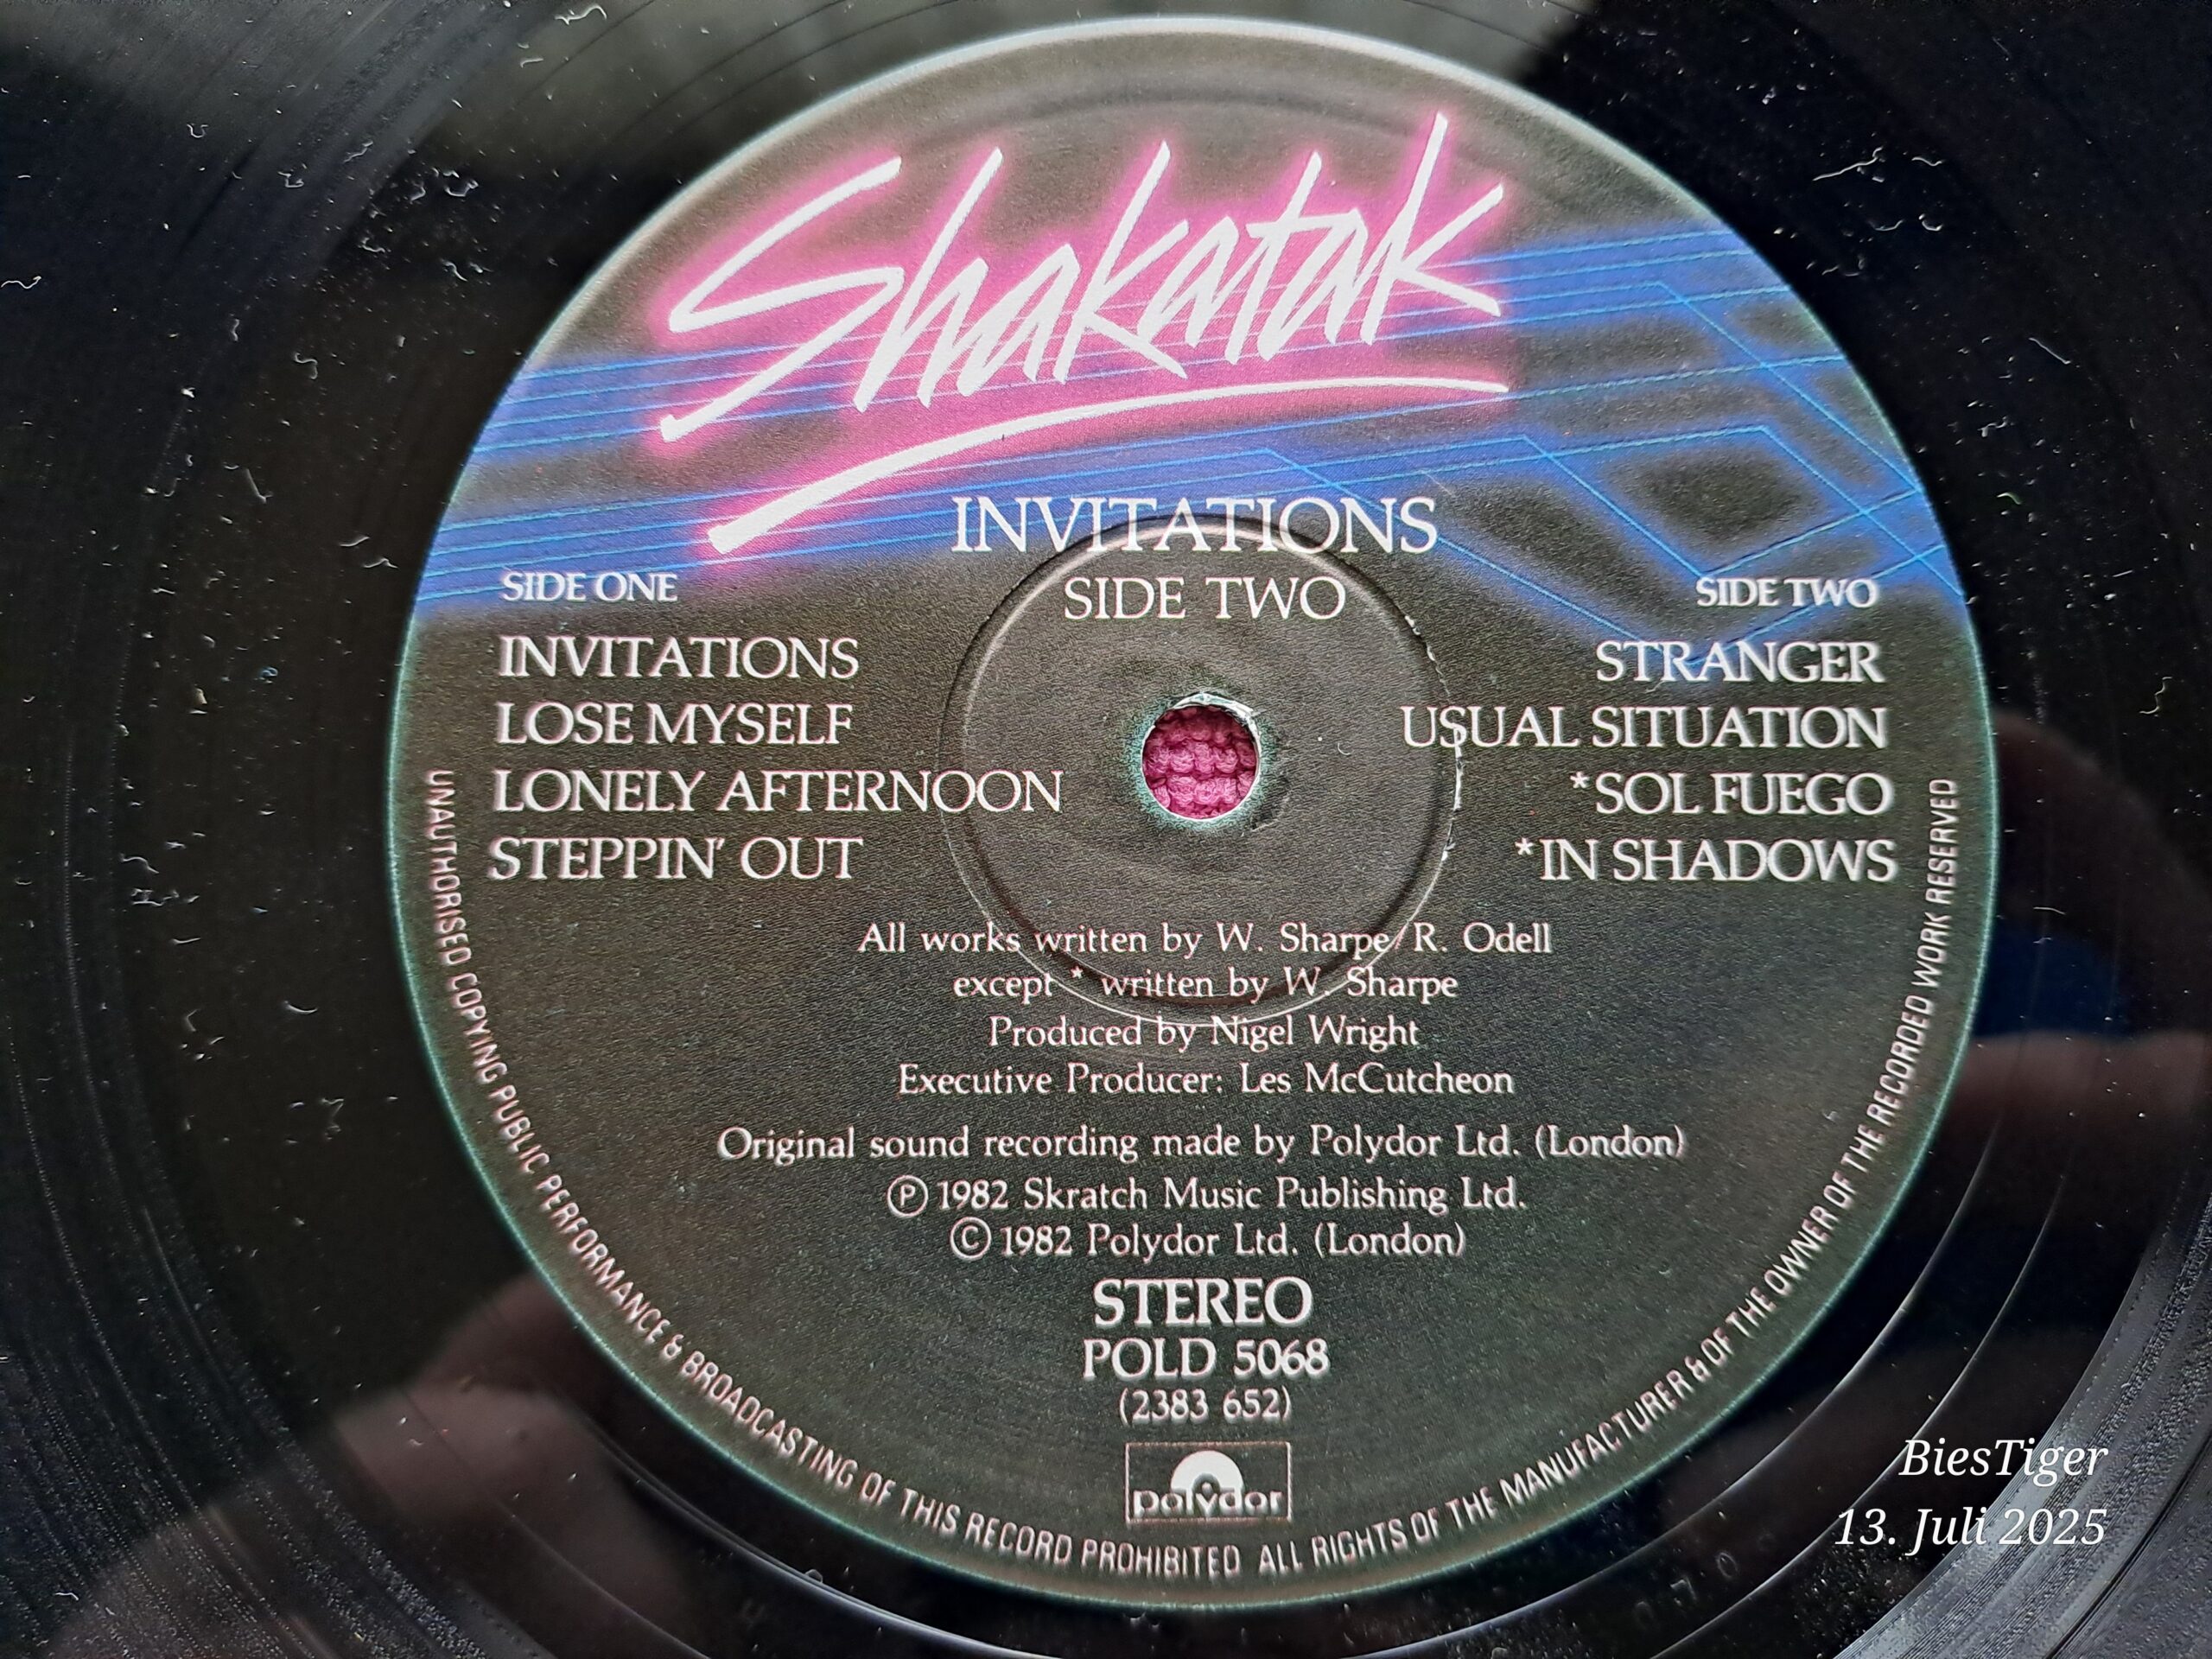 Shakatak
INVITATIONS
SIDE TWO
SIDE ONE
INVITATIONS
LOSE MYSELF
LONELY AFTERNOON
STEPPIN' OUT
SIDE TWO
STRANGER
USUAL SITUATION
*SOL FUEGO
*IN SHADOWS
All works written by W. Sharpe/R. Odell
except * written by W. Sharpe
Produced by Nigel Wright
Executive Producer: Les McCutcheon
Original sound recording made by Polydor Ltd. (London)
Ⓟ 1982 Skratch Music Publishing Ltd.
© 1982 Polydor Ltd. (London)
STEREO
POLD 5068
(2383 652)
polydor
UNAUTHORISED COPYING PUBLIC PERFORMANCE & BROADCASTING OF THIS RECORD PROHIBITED ALL RIGHTS OF THE MANUFACTURER & OF THE OWNER OF THE RECORDED WORK RESERVED
BiesTiger
13. Juli 2025